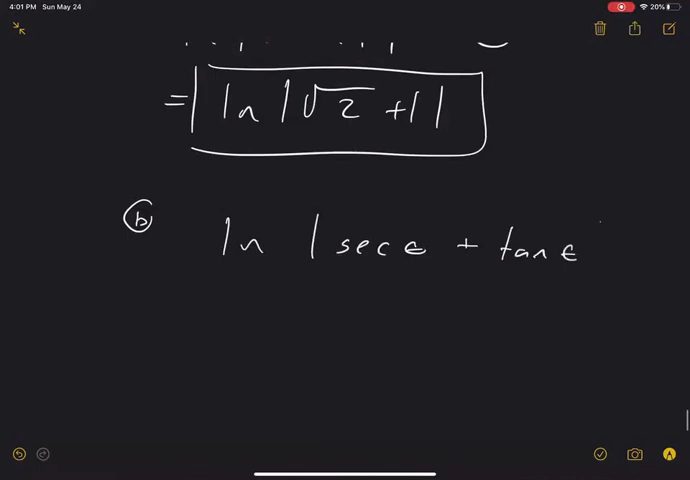 4:01 PM Sun May 24
20%
= ln |√2 + 1|
b ln | sec ϵ + tan ϵ